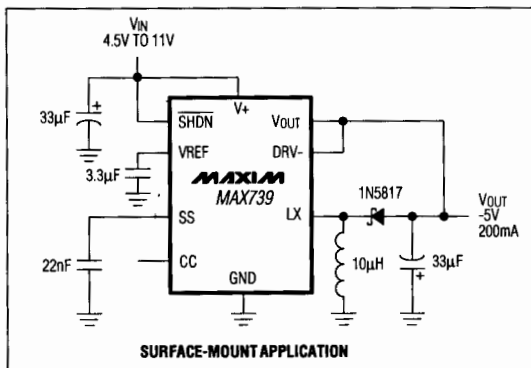 VIN
4.5V TO 11V
33µF
+
V+
SHDN
VOUT
VREF
DRV-
3.3µF
MAXIM
MAX739
1N5817
VOUT
-5V
200mA
SS
LX
22nF
CC
10µH
33µF
+
GND
SURFACE-MOUNT APPLICATION